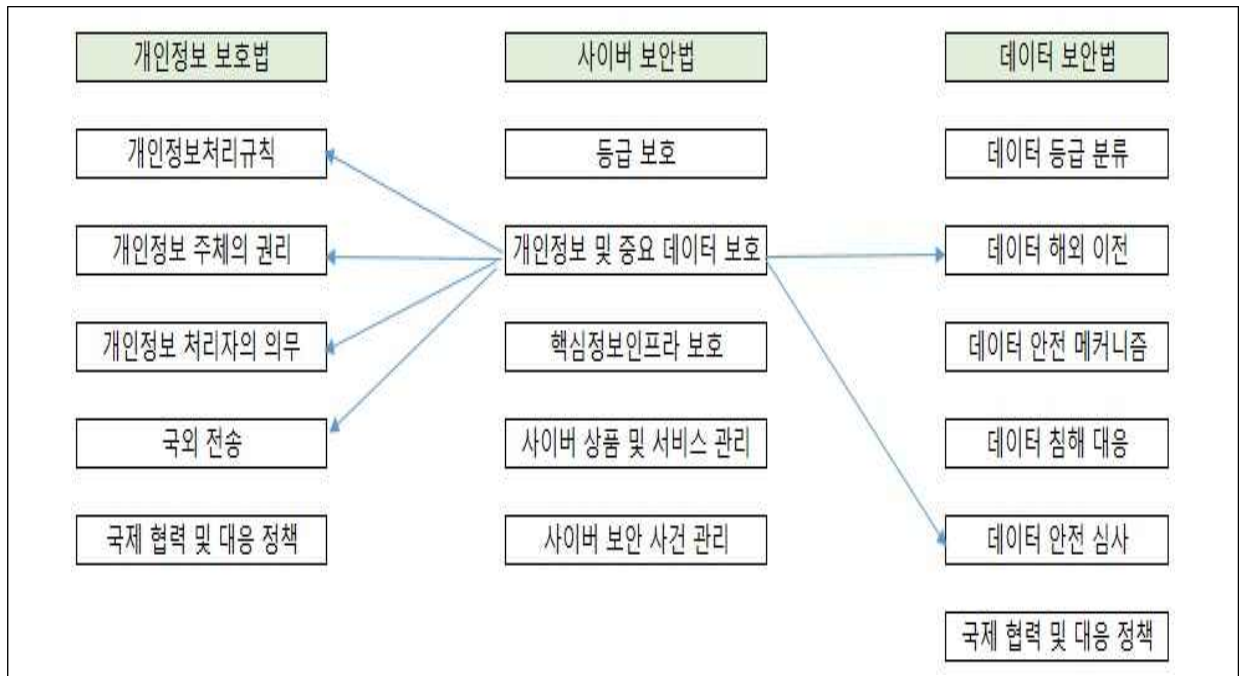 개인정보 보호법
개인정보처리규칙
개인정보 주체의 권리
개인정보 처리자의 의무
국외 전송
국제 협력 및 대응 정책
사이버 보안법
등급 보호
개인정보 및 중요 데이터 보호
핵심정보인프라 보호
사이버 상품 및 서비스 관리
사이버 보안 사건 관리
데이터 보안법
데이터 등급 분류
데이터 해외 이전
데이터 안전 메커니즘
데이터 침해 대응
데이터 안전 심사
국제 협력 및 대응 정책